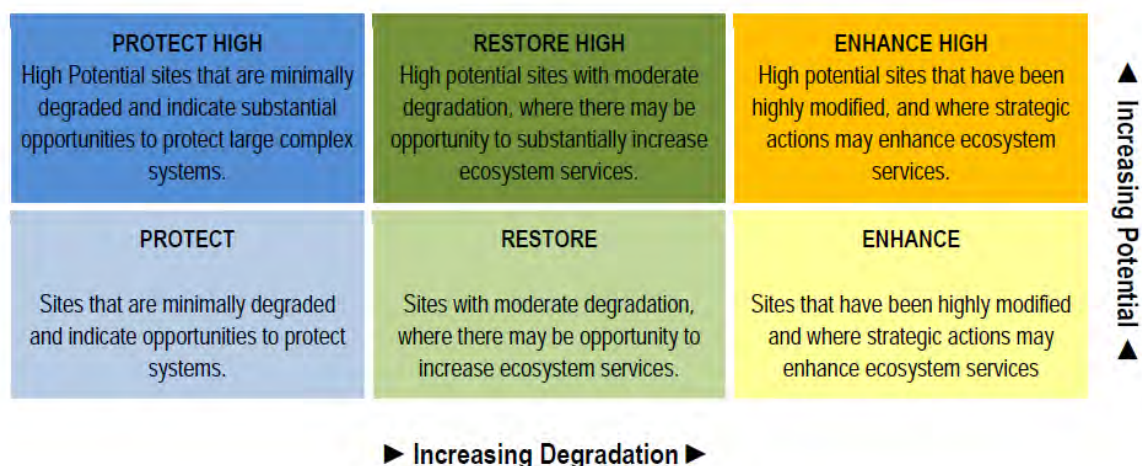 PROTECT HIGH
High Potential sites that are minimally
degraded and indicate substantial
opportunities to protect large complex
systems.
RESTORE HIGH
High potential sites with moderate
degradation, where there may be
opportunity to substantially increase
ecosystem services.
ENHANCE HIGH
High potential sites that have been
highly modified, and where strategic
actions may enhance ecosystem
services.
PROTECT
Sites that are minimally degraded
and indicate opportunities to protect
systems.
RESTORE
Sites with moderate degradation,
where there may be opportunity to
increase ecosystem services.
ENHANCE
Sites that have been highly modified
and where strategic actions may
enhance ecosystem services
▲ Increasing Potential ▲
► Increasing Degradation ►